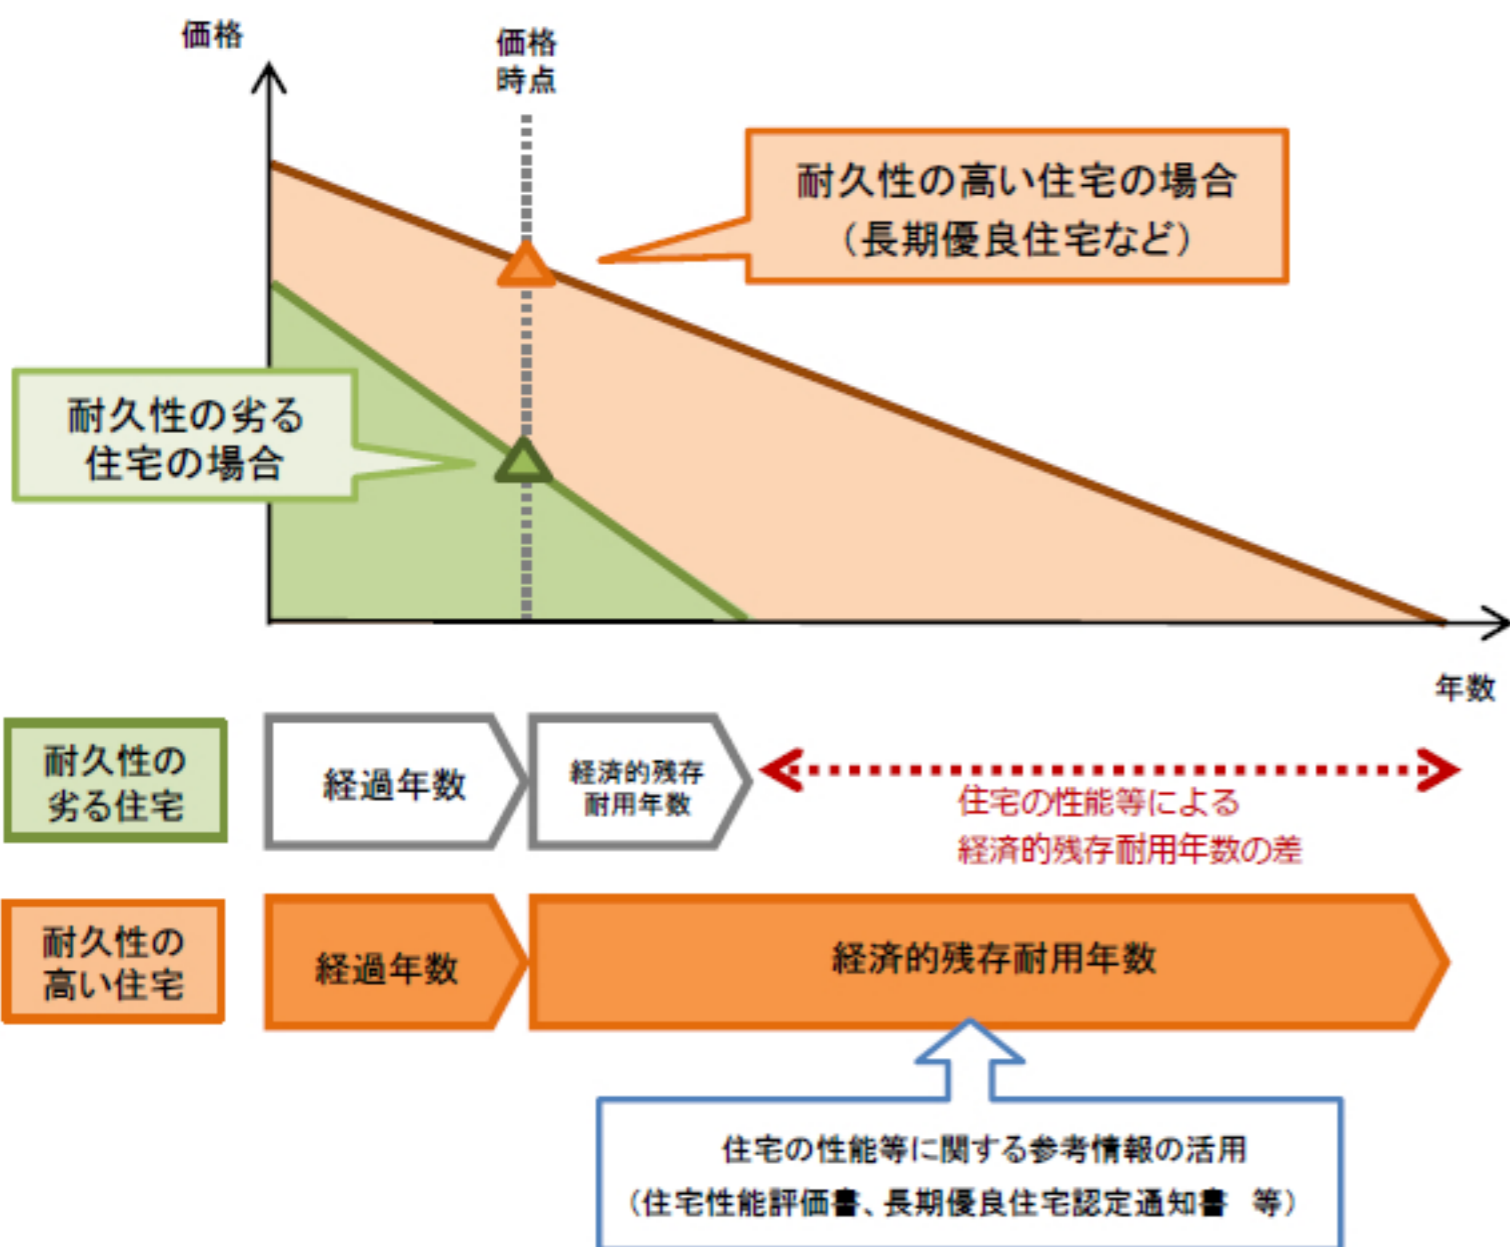 価格
価格
時点
耐久性の高い住宅の場合
（長期優良住宅など）
耐久性の劣る
住宅の場合
年数
耐久性の
劣る住宅
経過年数
経済的残存
耐用年数
住宅の性能等による
経済的残存耐用年数の差
耐久性の
高い住宅
経過年数
経済的残存耐用年数
住宅の性能等に関する参考情報の活用
（住宅性能評価書、長期優良住宅認定通知書　等）